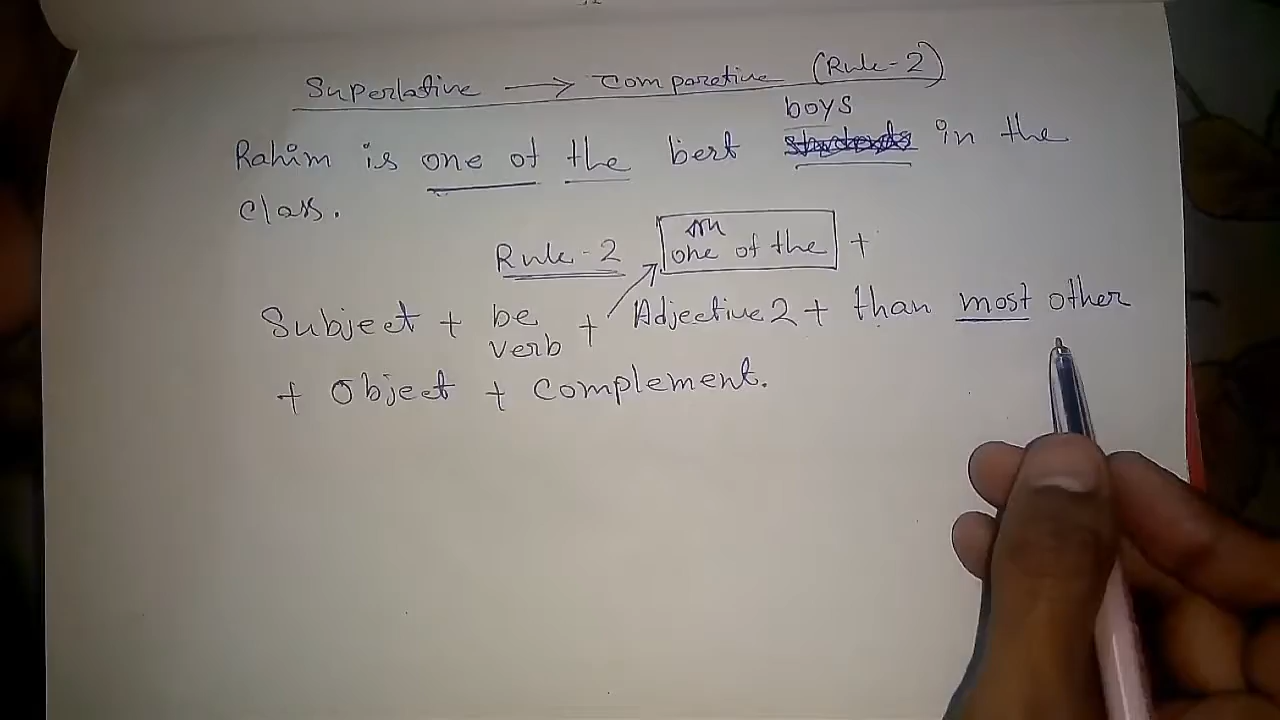 Superlative → Comparative (Rule-2)
boys
Rahim is one of the best in the
class.
Rule-2 one of the +
Subject + be verb + Adjective 2 + than most other
+ Object + Complement.